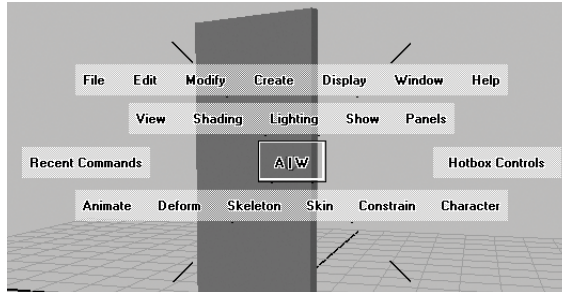 File Edit Modify Create Display Window Help
View Shading Lighting Show Panels
Recent Commands A|W Hotbox Controls
Animate Deform Skeleton Skin Constrain Character